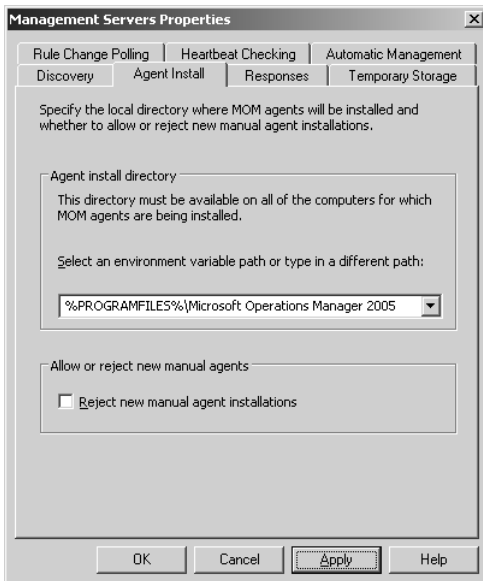 Management Servers Properties
Rule Change Polling Heartbeat Checking Automatic Management
Discovery Agent Install Responses Temporary Storage
Specify the local directory where MOM agents will be installed and
whether to allow or reject new manual agent installations.
Agent install directory
This directory must be available on all of the computers for which
MOM agents are being installed.
Select an environment variable path or type in a different path:
%PROGRAMFILES%\Microsoft Operations Manager 2005
Allow or reject new manual agents
Reject new manual agent installations
OK Cancel Apply Help